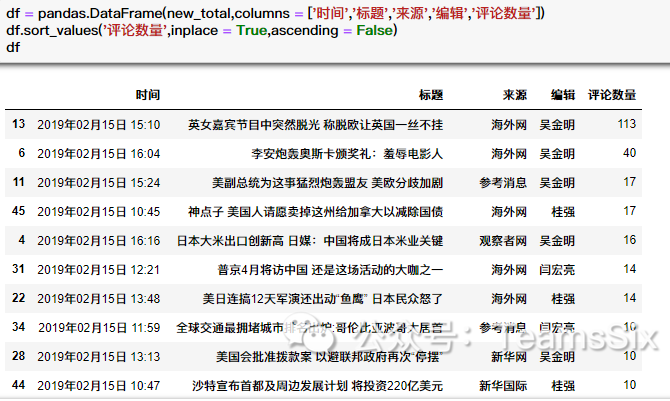 df = pandas.DataFrame(new_total,columns = ['时间','标题','来源','编辑','评论数量'])
df.sort_values('评论数量',inplace = True,ascending = False)
df
时间 标题 来源 编辑 评论数量
13 2019年02月15日 15:10 英女嘉宾节目中突然脱光 称脱欧让英国一丝不挂 海外网 吴金明 113
6 2019年02月15日 16:04 李安炮轰奥斯卡颁奖礼：羞辱电影人 海外网 吴金明 40
11 2019年02月15日 15:24 美副总统为这事猛烈炮轰盟友 美欧分歧加剧 参考消息 吴金明 17
45 2019年02月15日 10:45 神点子 美国人请愿卖掉这州给加拿大以减除国债 海外网 桂强 17
4 2019年02月15日 16:16 日本大米出口创新高 日媒：中国将成日本米业关键 观察者网 吴金明 16
31 2019年02月15日 12:21 普京4月将访中国 还是这场活动的大咖之一 海外网 闫宏亮 14
22 2019年02月15日 13:48 美日连搞12天军演还出动“鱼鹰” 日本民众怒了 海外网 桂强 14
34 2019年02月15日 11:59 全球交通最拥堵城市排名出炉:哥伦比亚波哥大居首 参考消息 闫宏亮 10
28 2019年02月15日 13:13 美国会批准拨款案 以避联邦政府再次“停摆” 新华网 吴金明 10
44 2019年02月15日 10:47 沙特宣布首都及周边发展计划 将投资220亿美元 新华国际 桂强 10
公众号：TeamsSix